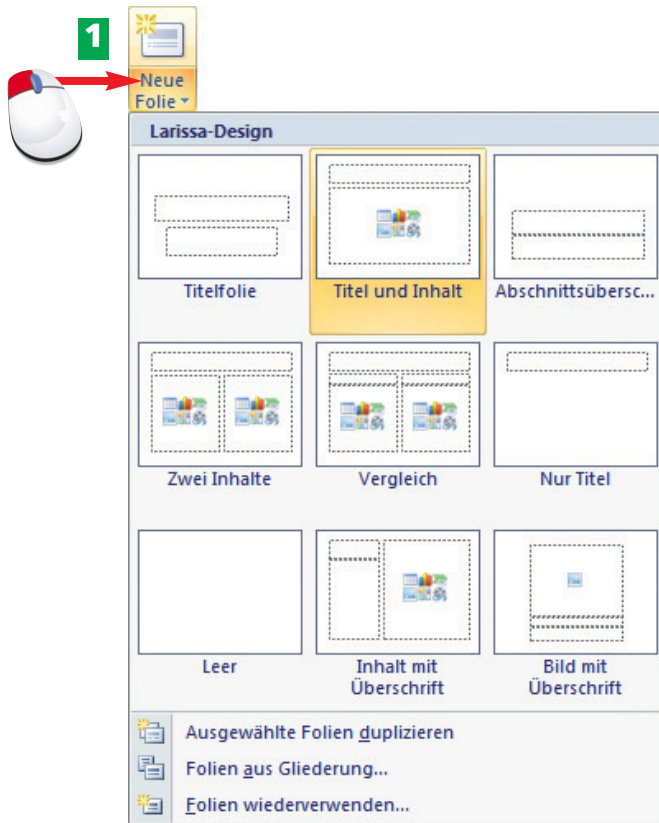 1
Neue
Folie
Larissa-Design
Titelfolie
Titel und Inhalt
Abschnittsübersc...
Zwei Inhalte
Vergleich
Nur Titel
Leer
Inhalt mit
Überschrift
Bild mit
Überschrift
Ausgewählte Folien duplizieren
Folien aus Gliederung...
Folien wiederverwenden...